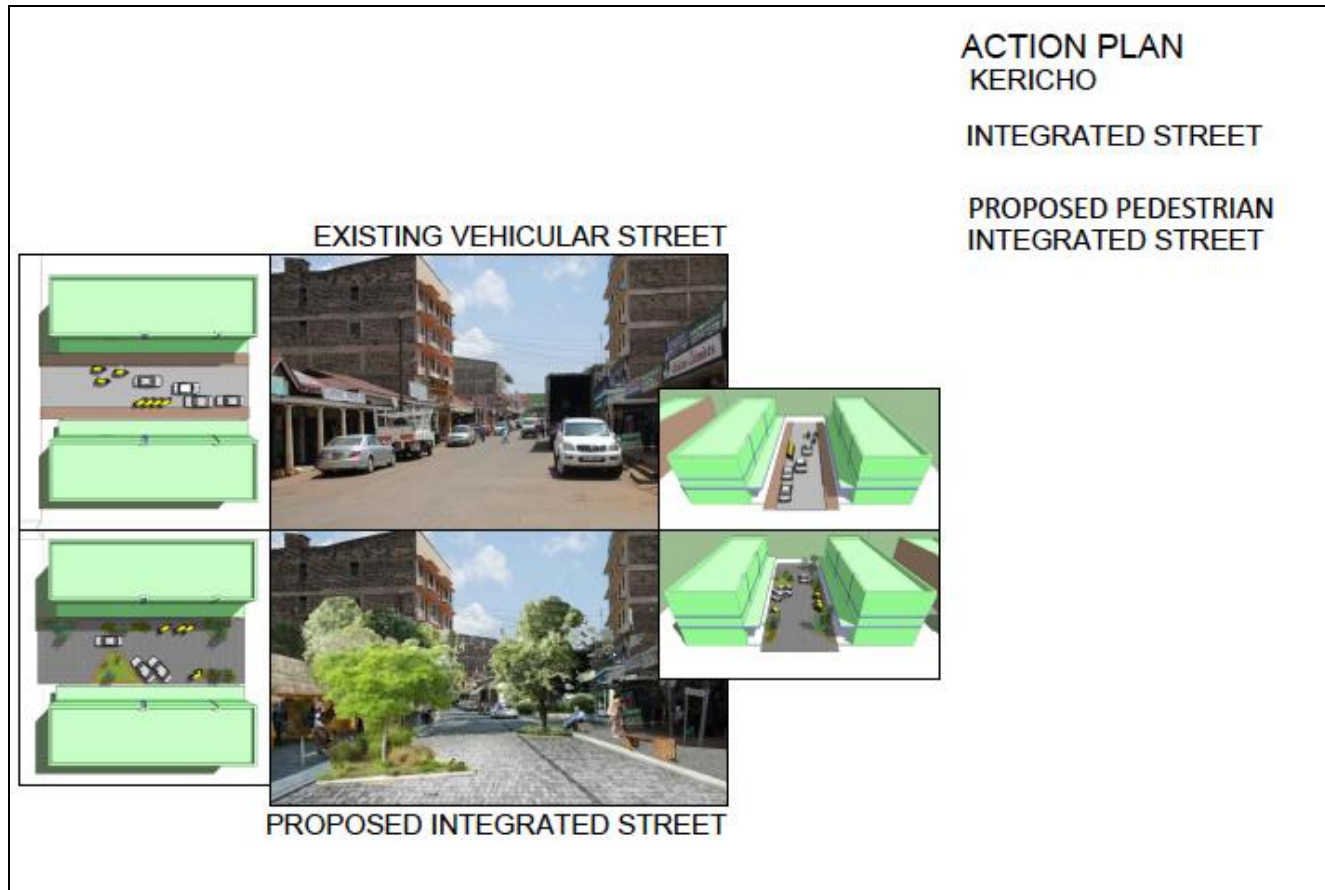 ACTION PLAN
KERICHO
INTEGRATED STREET
PROPOSED PEDESTRIAN
INTEGRATED STREET
EXISTING VEHICULAR STREET
PROPOSED INTEGRATED STREET